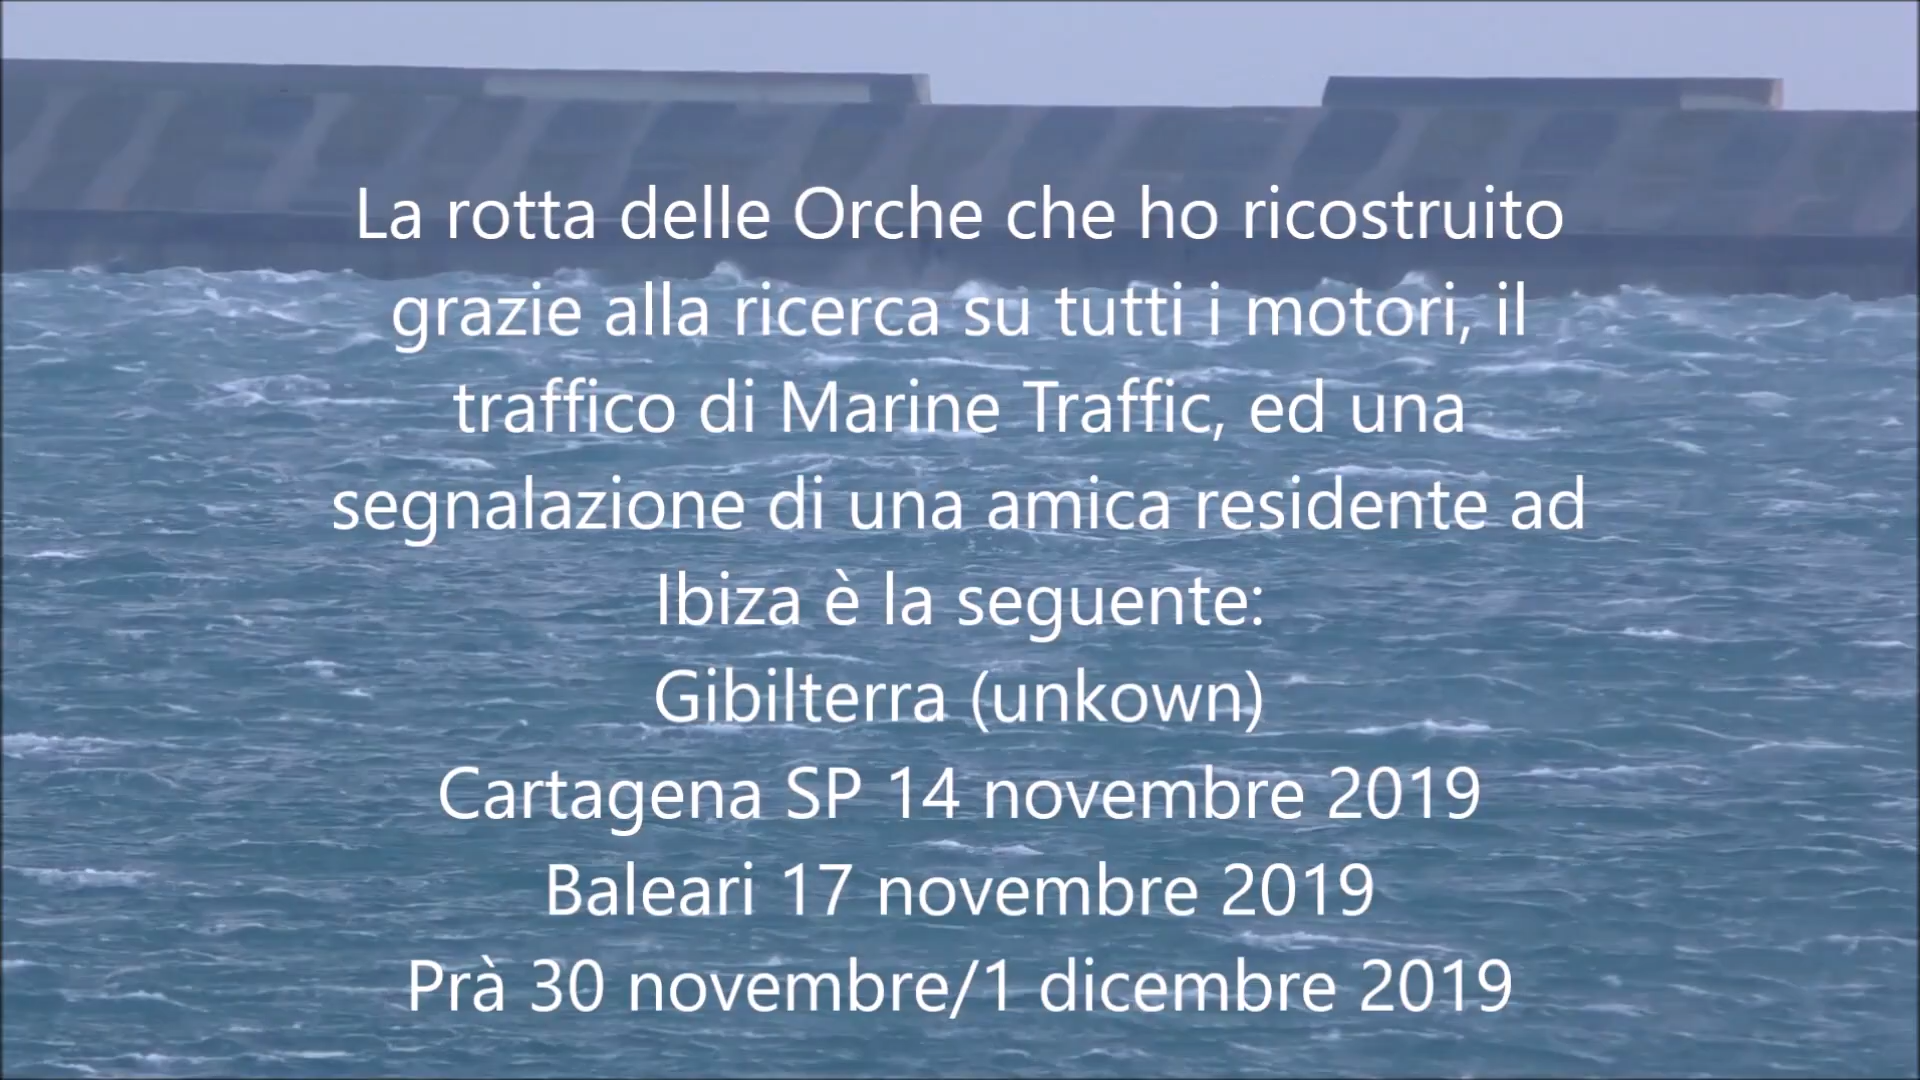 La rotta delle Orche che ho ricostruito
grazie alla ricerca su tutti i motori, il
traffico di Marine Traffic, ed una
segnalazione di una amica residente ad
Ibiza è la seguente:
Gibilterra (unkown)
Cartagena SP 14 novembre 2019
Baleari 17 novembre 2019
Prà 30 novembre/1 dicembre 2019